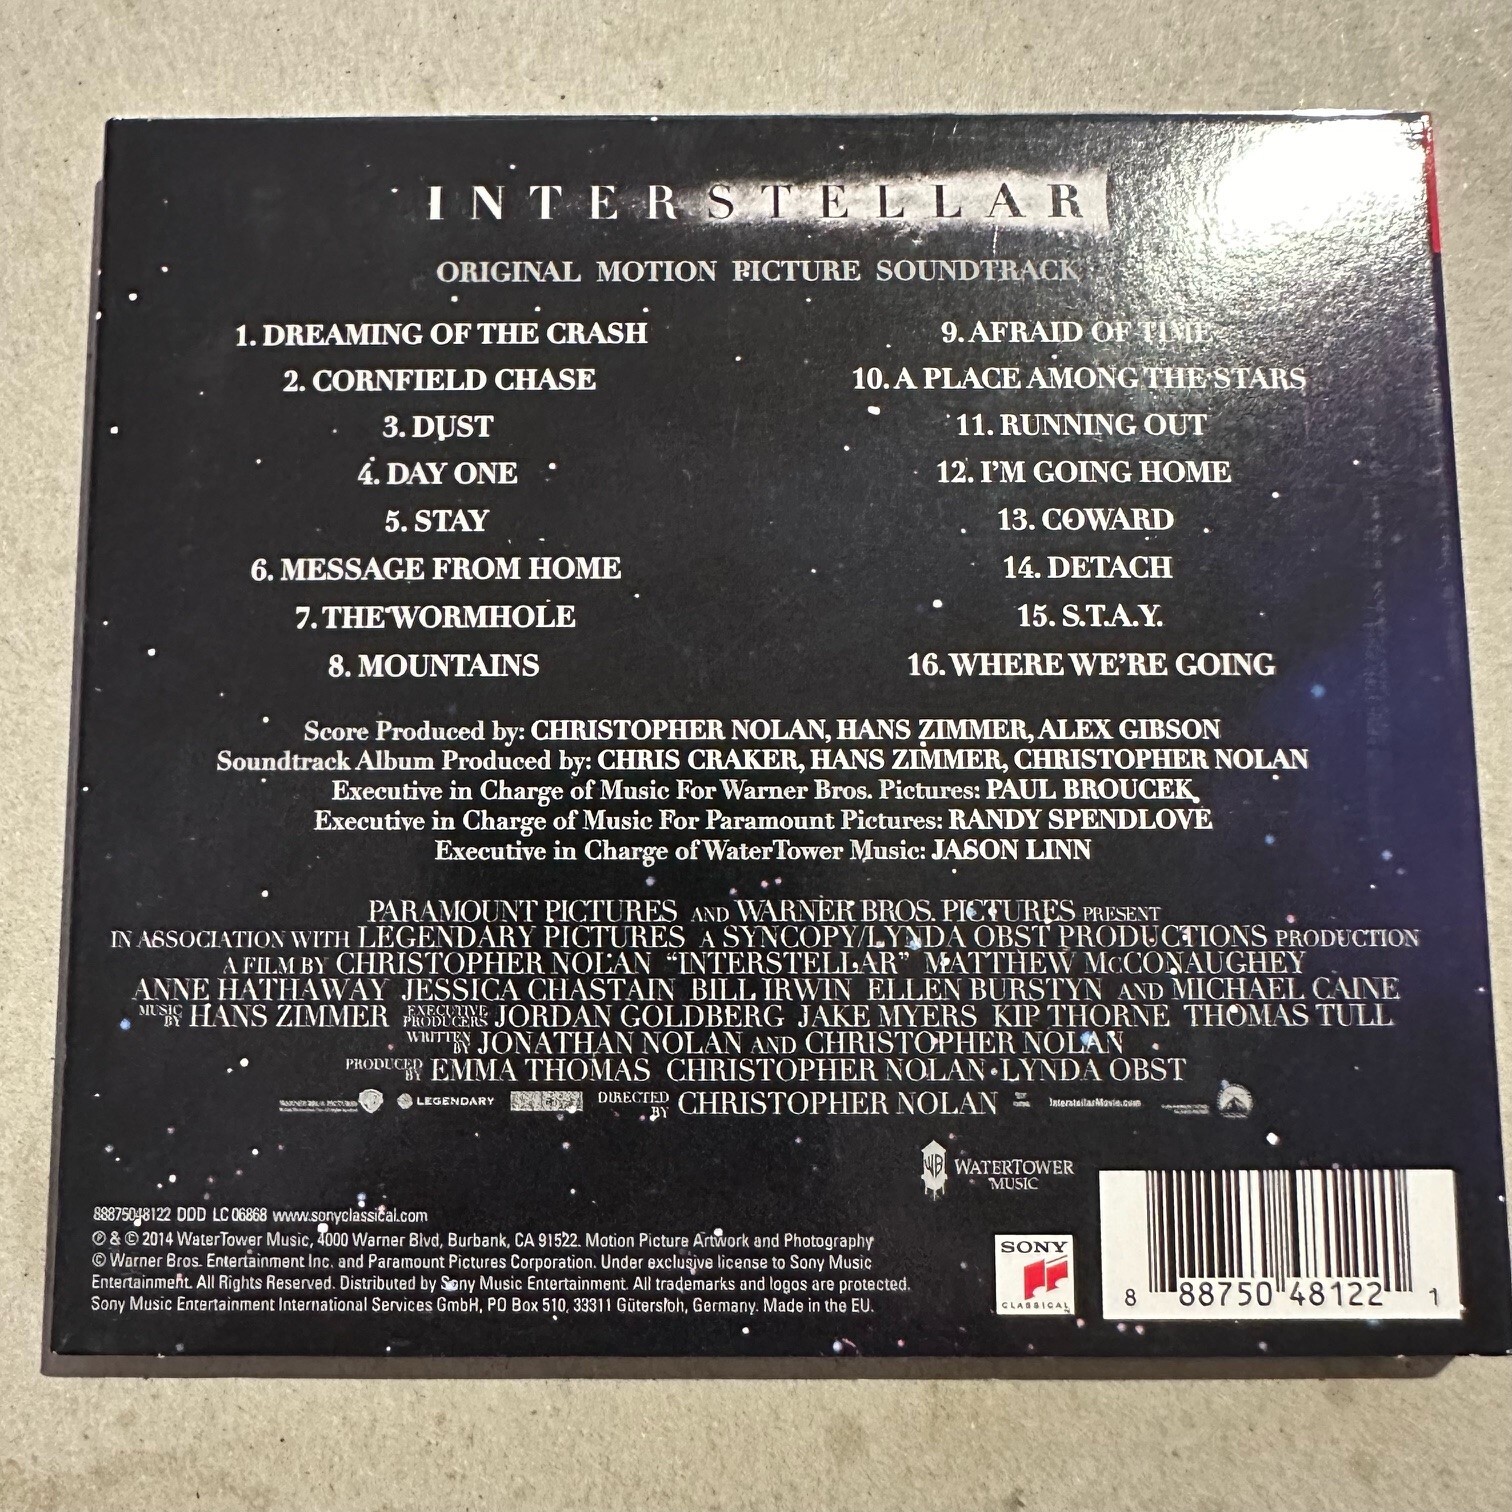 INTERSTELLAR
ORIGINAL MOTION PICTURE SOUNDTRACK
1. DREAMING OF THE CRASH
2. CORNFIELD CHASE
3. DUST
4. DAY ONE
5. STAY
6. MESSAGE FROM HOME
7. THE WORMHOLE
8. MOUNTAINS
9. AFRAID OF TIME
10. A PLACE AMONG THE STARS
11. RUNNING OUT
12. I'M GOING HOME
13. COWARD
14. DETACH
15. S.T.A.Y.
16. WHERE WE'RE GOING
Score Produced by: CHRISTOPHER NOLAN, HANS ZIMMER, ALEX GIBSON
Soundtrack Album Produced by: CHRIS CRAKER, HANS ZIMMER, CHRISTOPHER NOLAN
Executive in Charge of Music For Warner Bros. Pictures: PAUL BROUCEK
Executive in Charge of Music For Paramount Pictures: RANDY SPENDLOVE
Executive in Charge of WaterTower Music: JASON LINN
PARAMOUNT PICTURES AND WARNER BROS. PICTURES PRESENT
IN ASSOCIATION WITH LEGENDARY PICTURES A SYNCOPY/LYNDA OBST PRODUCTIONS PRODUCTION
A FILM BY CHRISTOPHER NOLAN "INTERSTELLAR" MATTHEW McCONAUGHEY
ANNE HATHAWAY JESSICA CHASTAIN BILL IRWIN ELLEN BURSTYN AND MICHAEL CAINE
MUSIC BY HANS ZIMMER EXECUTIVE PRODUCERS JORDAN GOLDBERG JAKE MYERS KIP THORNE THOMAS TULL
WRITTEN BY JONATHAN NOLAN AND CHRISTOPHER NOLAN
PRODUCED BY EMMA THOMAS CHRISTOPHER NOLAN LYNDA OBST
LEGENDARY DIRECTED BY CHRISTOPHER NOLAN InterstellarMovie.com
WB WATERTOWER
MUSIC
88875048122 DDD LC 06868 www.sonyclassical.com
℗ & © 2014 WaterTower Music, 4000 Warner Blvd, Burbank, CA 91522. Motion Picture Artwork and Photography
© Warner Bros. Entertainment Inc. and Paramount Pictures Corporation. Under exclusive license to Sony Music
Entertainment. All Rights Reserved. Distributed by Sony Music Entertainment. All trademarks and logos are protected.
Sony Music Entertainment International Services GmbH, PO Box 510, 33311 Gütersloh, Germany. Made in the EU.
SONY
CLASSICAL
8 88750 48122 1